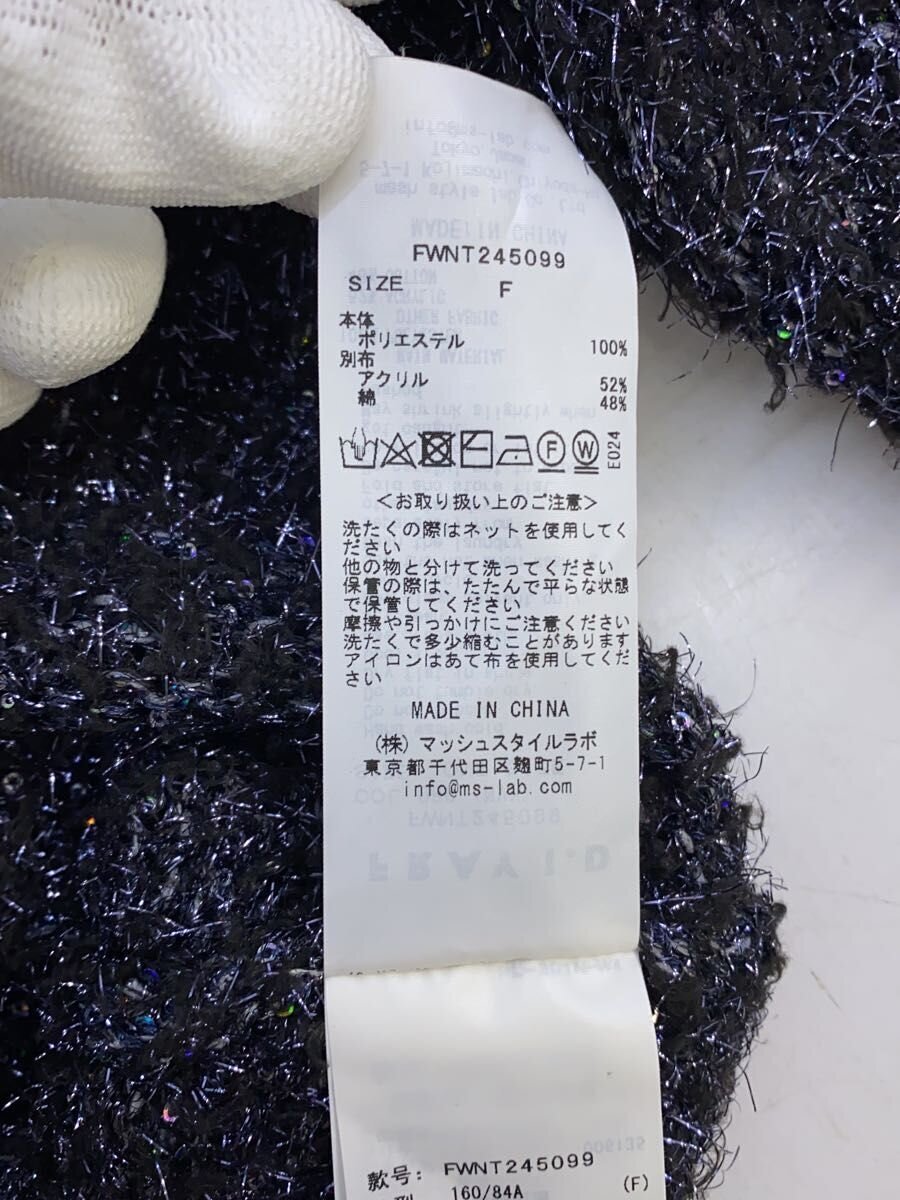 FWNT245099
SIZE F
本体
ポリエステル 100%
別布
アクリル 52%
綿 48%
F W E024
<お取り扱い上のご注意>
洗たくの際はネットを使用してく
ださい
他の物と分けて洗ってください
保管の際は、たたんで平らな状態
で保管してください
摩擦や引っかけにご注意ください
洗たくで多少縮むことがあります
アイロンはあて布を使用してくだ
さい
MADE IN CHINA
(株)マッシュスタイルラボ
東京都千代田区麹町5-7-1
info@ms-lab.com
款号: FWNT245099
160/84A (F)